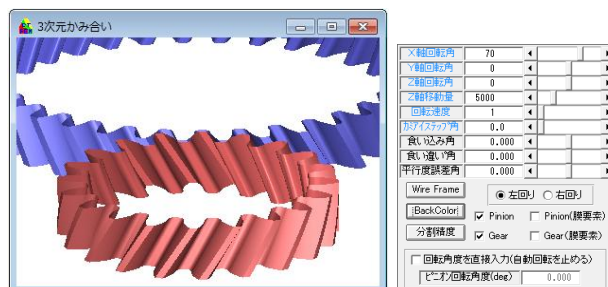 3次元かみ合い
X軸回転角 70
Y軸回転角 0
Z軸回転角 0
Z軸移動量 5000
回転速度 1
カミアイステップ角 0.0
食い込み角 0.000
食い違い角 0.000
平行度誤差角 0.000
Wire Frame
左回り 右回り
BackColor
Pinion Pinion(膜要素)
分割精度
Gear Gear(膜要素)
回転角度を直接入力(自動回転を止める)
ピニオン回転角度(deg) 0.000